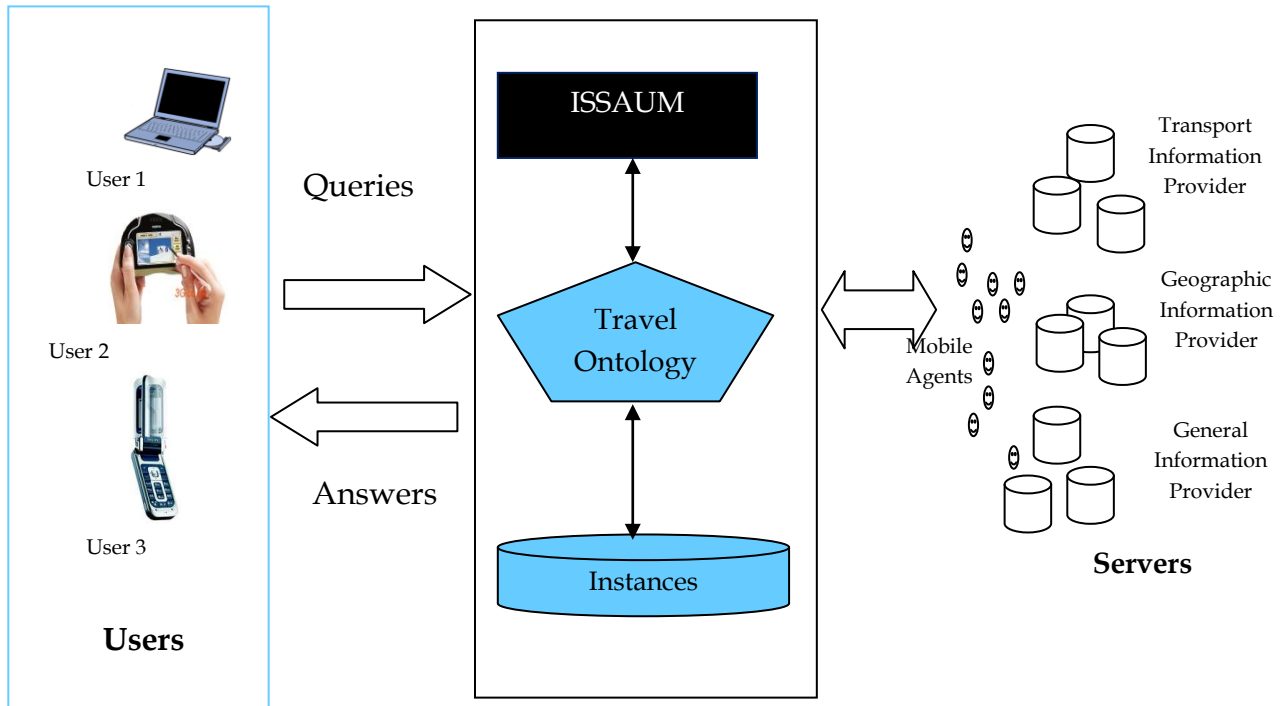 User 1
User 2
User 3
Users
Queries
Answers
ISSAUM
Travel
Ontology
Instances
Mobile
Agents
Transport
Information
Provider
Geographic
Information
Provider
General
Information
Provider
Servers